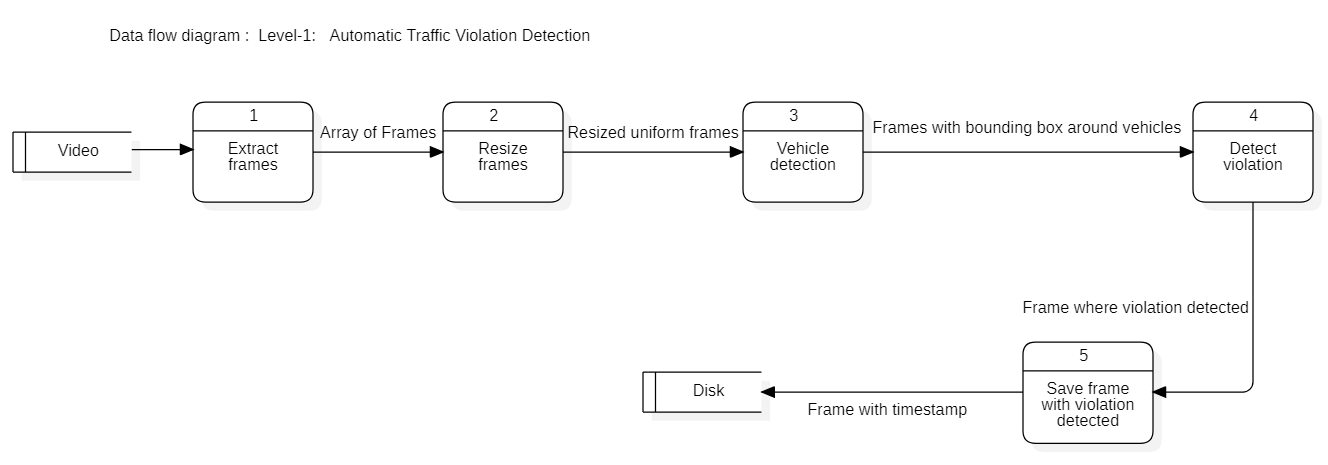 Data flow diagram :  Level-1:   Automatic Traffic Violation Detection
Video
1
Extract
frames
Array of Frames
2
Resize
frames
Resized uniform frames
3
Vehicle
detection
Frames with bounding box around vehicles
4
Detect
violation
Frame where violation detected
5
Save frame
with violation
detected
Frame with timestamp
Disk